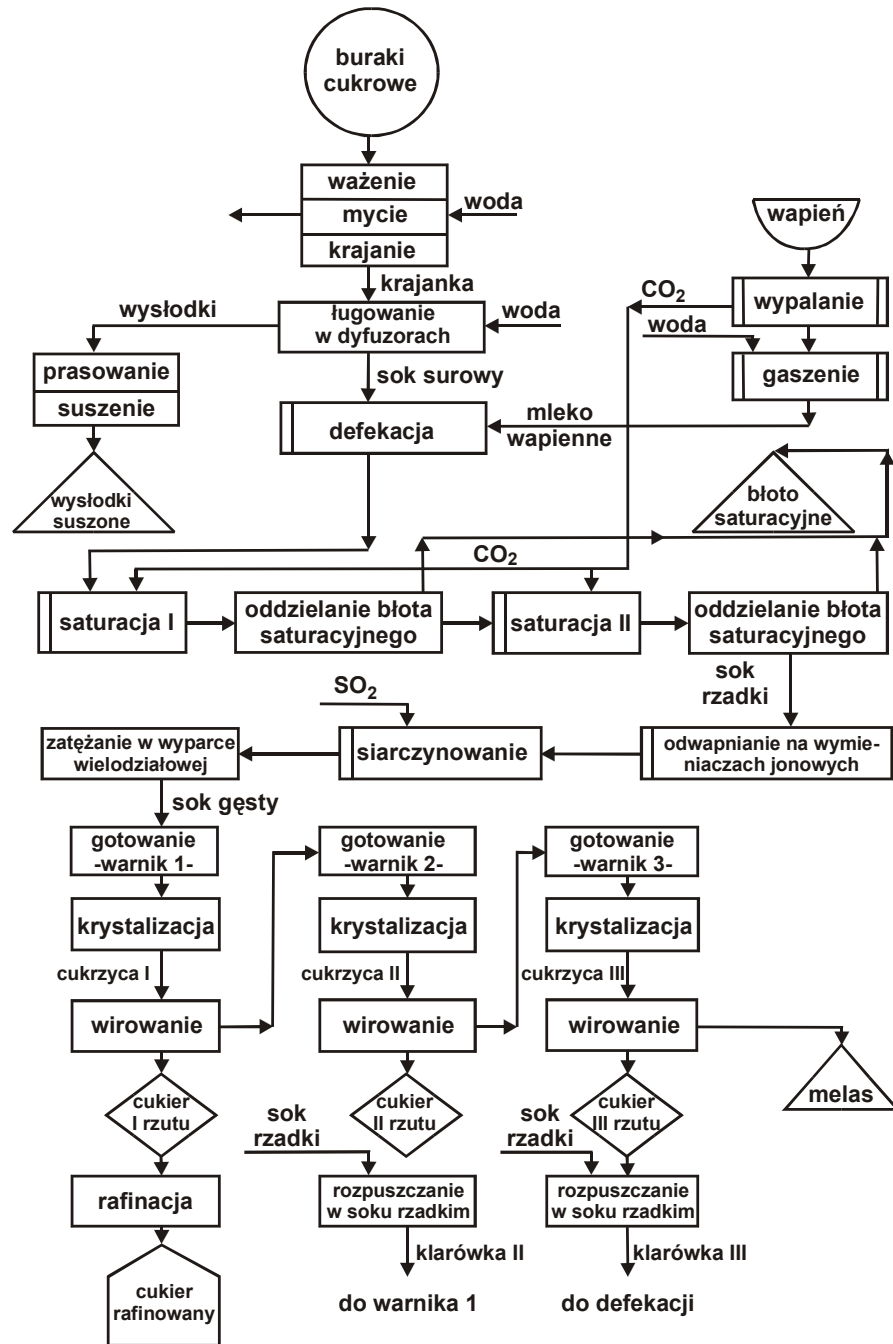 buraki
cukrowe
ważenie
mycie
woda
krajanie
krajanka
wapień
wypalanie
CO2
woda
gaszenie
wysłodki
ługowanie
w dyfuzorach
woda
prasowanie
suszenie
sok surowy
defekacja
mleko
wapienne
wysłodki
suszone
błoto
saturacyjne
CO2
saturacja I
oddzielanie błota
saturacyjnego
saturacja II
oddzielanie błota
saturacyjnego
sok
rzadki
SO2
zatężanie w wyparce
wielodziałowej
siarczynowanie
odwapnianie na wymie-
niaczach jonowych
sok gęsty
gotowanie
-warnik 1-
gotowanie
-warnik 2-
gotowanie
-warnik 3-
krystalizacja
krystalizacja
krystalizacja
cukrzyca I
cukrzyca II
cukrzyca III
wirowanie
wirowanie
wirowanie
cukier
I rzutu
sok
rzadki
cukier
II rzutu
sok
rzadki
cukier
III rzutu
melas
rafinacja
rozpuszczanie
w soku rzadkim
rozpuszczanie
w soku rzadkim
klarówka II
klarówka III
cukier
rafinowany
do warnika 1
do defekacji